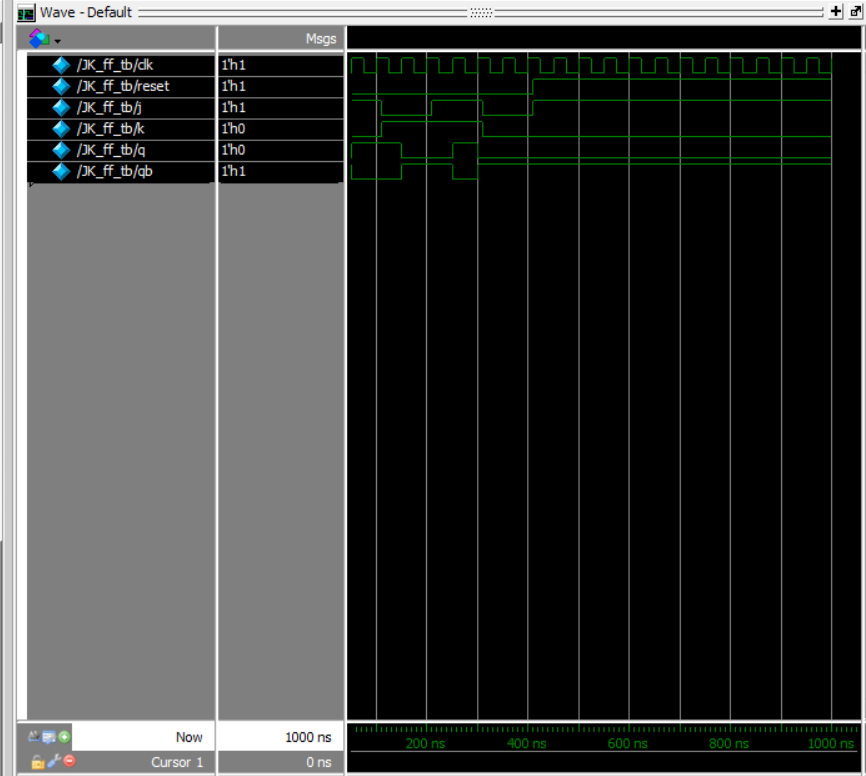 Wave - Default
Msgs
/JK_ff_tb/clk 1'h1
/JK_ff_tb/reset 1'h1
/JK_ff_tb/j 1'h1
/JK_ff_tb/k 1'h0
/JK_ff_tb/q 1'h0
/JK_ff_tb/qb 1'h1
Now 1000 ns 200 ns 400 ns 600 ns 800 ns 1000 ns
Cursor 1 0 ns